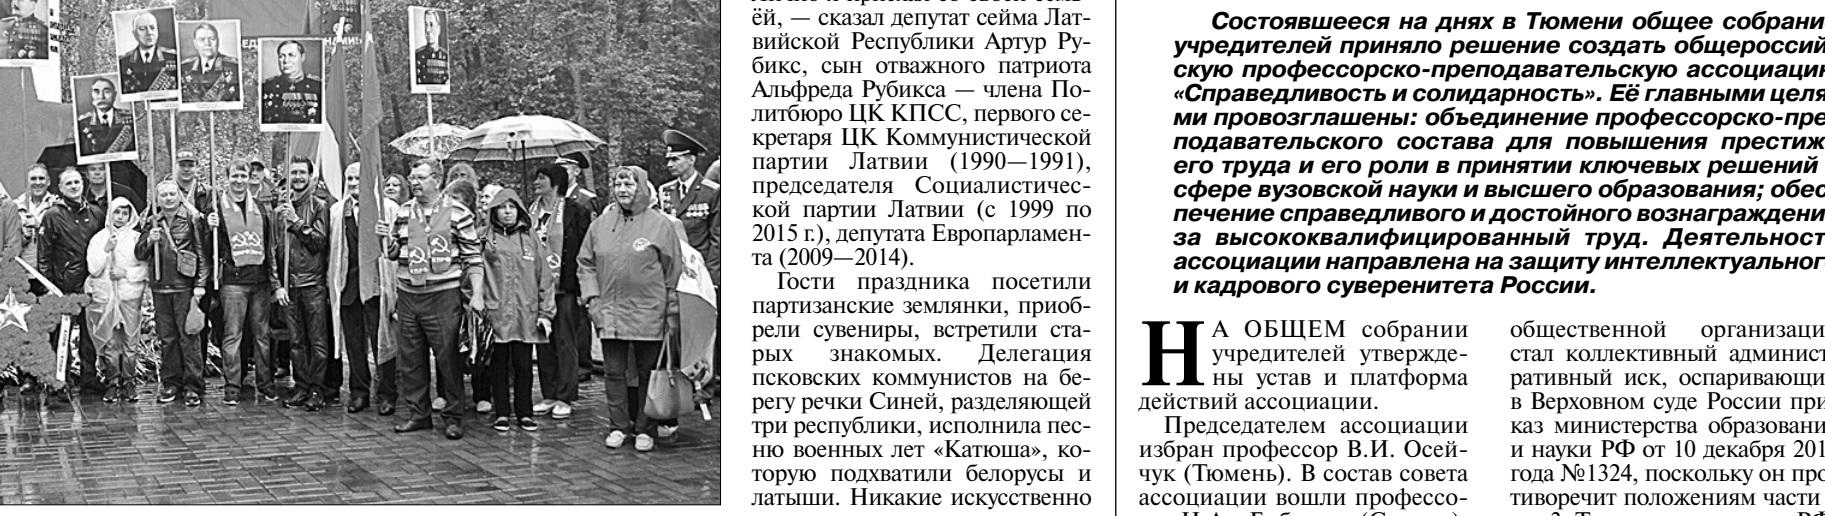 ёй, — сказал депутат сейма Лат-
вийской Республики Артур Ру-
бикс, сын отважного патриота
Альфреда Рубикса — члена По-
литбюро ЦК КПСС, первого се-
кретаря ЦК Коммунистической
партии Латвии (1990—1991),
председателя Социалистичес-
кой партии Латвии (с 1999 по
2015 г.), депутата Европарламен-
та (2009—2014).
Гости праздника посетили
партизанские землянки, приоб-
рели сувениры, встретили ста-
рых знакомых. Делегация
псковских коммунистов на бе-
регу речки Синей, разделяющей
три республики, исполнила пес-
ню военных лет «Катюша», ко-
торую подхватили белорусы и
латыши. Никакие искусственно
Состоявшееся на днях в Тюмени общее собрани
учредителей приняло решение создать общероссий
скую профессорско-преподавательскую ассоциаци
«Справедливость и солидарность». Её главными целя
ми провозглашены: объединение профессорско-пре
подавательского состава для повышения престиж
его труда и его роли в принятии ключевых решений
сфере вузовской науки и высшего образования; обес
печение справедливого и достойного вознаграждени
за высококвалифицированный труд. Деятельност
ассоциации направлена на защиту интеллектуальног
и кадрового суверенитета России.
НА ОБЩЕМ собрании
учредителей утвержде-
ны устав и платформа
действий ассоциации.
Председателем ассоциации
избран профессор В.И. Осей-
чук (Тюмень). В состав совета
ассоциации вошли профессо-
общественной организаци
стал коллективный админист
ративный иск, оспаривающи
в Верховном суде России при
каз министерства образовани
и науки РФ от 10 декабря 201
года №1324, поскольку он про
тиворечит положениям части